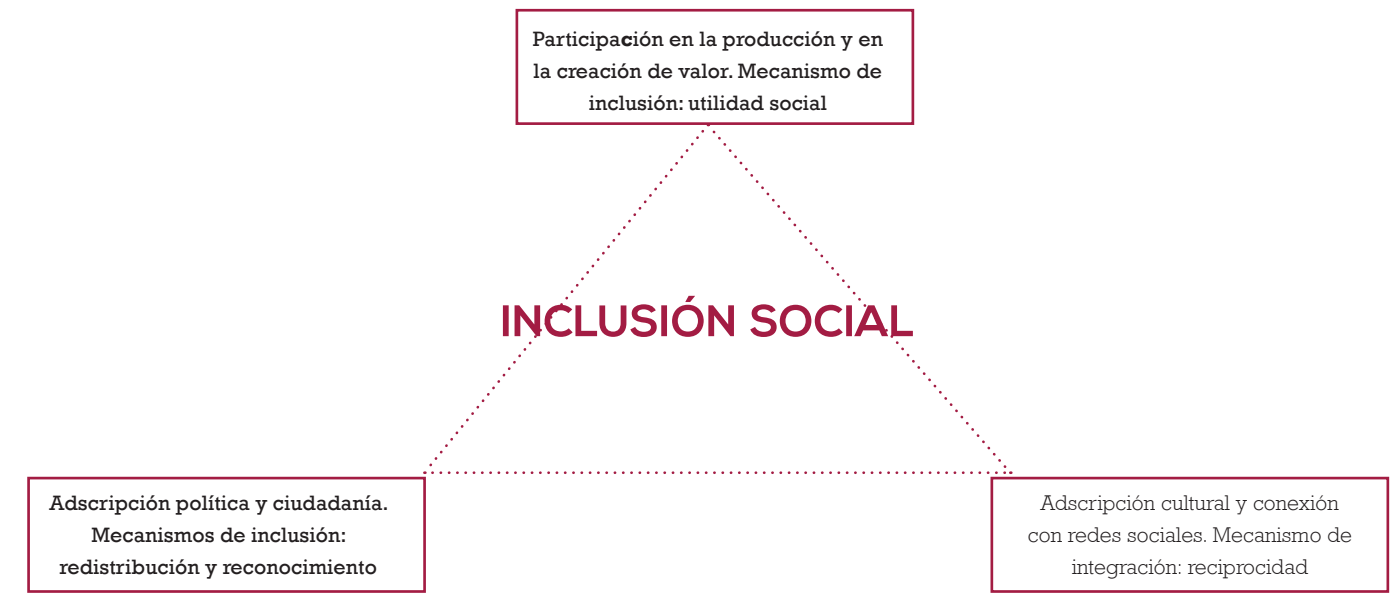 Participación en la producción y en
la creación de valor. Mecanismo de
inclusión: utilidad social
INCLUSIÓN SOCIAL
Adscripción política y ciudadanía.
Mecanismos de inclusión:
redistribución y reconocimiento
Adscripción cultural y conexión
con redes sociales. Mecanismo de
integración: reciprocidad